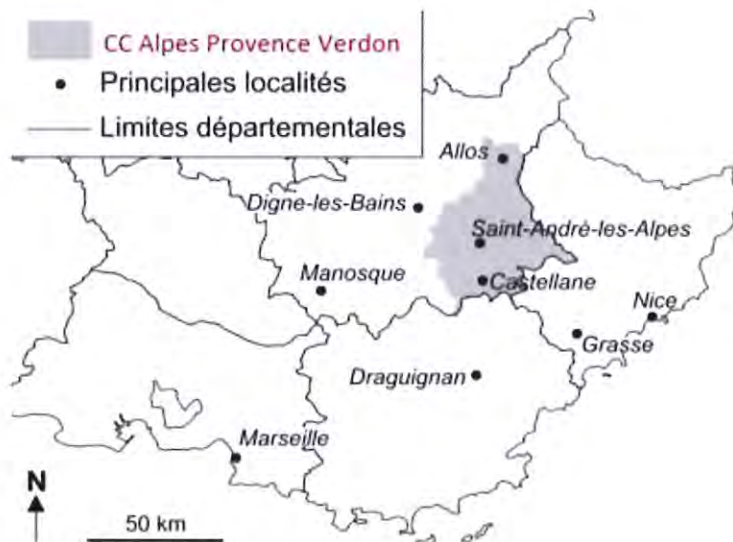 CC Alpes Provence Verdon
Principales localités
Limites départementales
Allos
Digne-les-Bains
Saint-André-les-Alpes
Manosque
Castellane
Nice
Grasse
Draguignan
Marseille
N
50 km